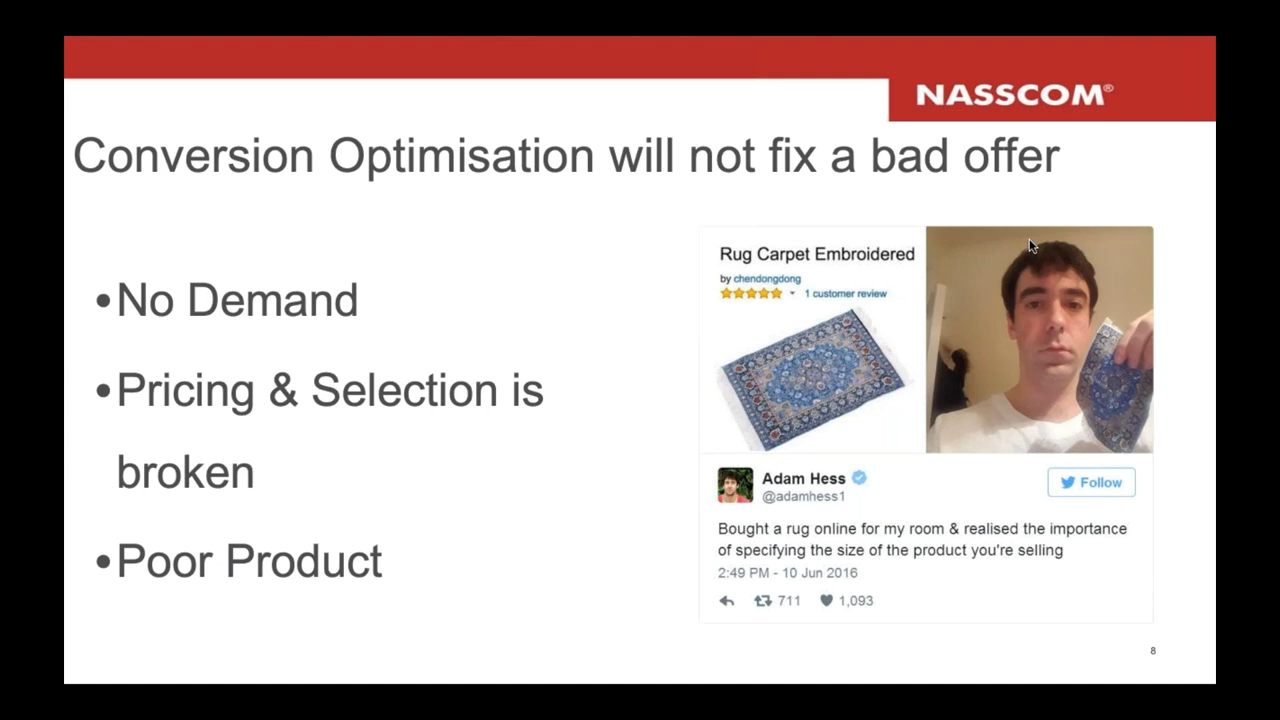 NASSCOM®
Conversion Optimisation will not fix a bad offer
•No Demand
•Pricing & Selection is
broken
•Poor Product
Rug Carpet Embroidered
by chendongdong
1 customer review
Adam Hess
@adamhess1
Follow
Bought a rug online for my room & realised the importance
of specifying the size of the product you're selling
2:49 PM - 10 Jun 2016
711 1,093
8